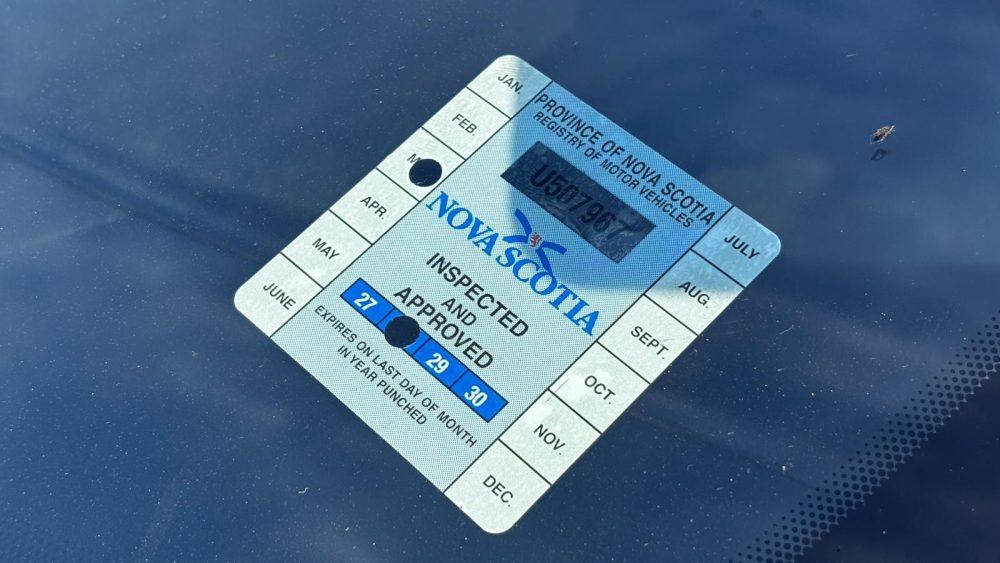 JAN.
FEB.
M
APR.
MAY
JUNE
PROVINCE OF NOVA SCOTIA
REGISTRY OF MOTOR VEHICLES
U507967
NOVA SCOTIA
INSPECTED
AND
APPROVED
27 29 30
EXPIRES ON LAST DAY OF MONTH
IN YEAR PUNCHED
JULY
AUG.
SEPT.
OCT.
NOV.
DEC.